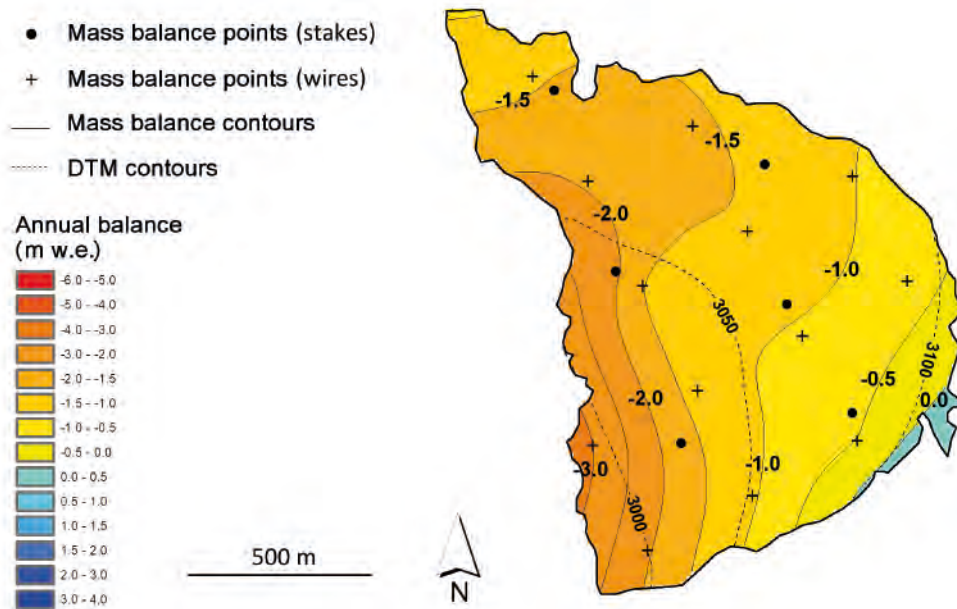 Mass balance points (stakes)
Mass balance points (wires)
Mass balance contours
DTM contours
Annual balance
(m w.e.)
-6.0 - -5.0
-5.0 - -4.0
-4.0 - -3.0
-3.0 - -2.0
-2.0 - -1.5
-1.5 - -1.0
-1.0 - -0.5
-0.5 - 0.0
0.0 - 0.5
0.5 - 1.0
1.0 - 1.5
1.5 - 2.0
2.0 - 3.0
3.0 - 4.0
500 m
N
-1.5
-1.5
-2.0
-1.0
3050
3100
-0.5
0.0
-2.0
-1.0
-3.0
3000